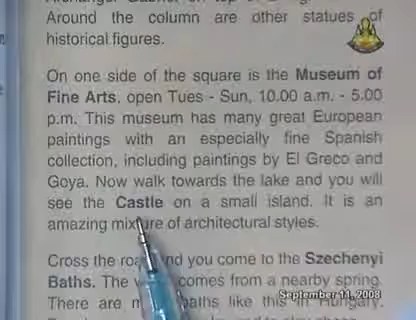 Around the column are other statues of
historical figures.
On one side of the square is the Museum of
Fine Arts, open Tues - Sun, 10.00 a.m. - 5.00
p.m. This museum has many great European
paintings with an especially fine Spanish
collection, including paintings by El Greco and
Goya. Now walk towards the lake and you will
see the Castle on a small island. It is an
amazing mixture of architectural styles.
Cross the and you come to the Szechenyi
Baths. The comes from a nearby spring.
There are baths like this in Hungary.
September 11, 2008